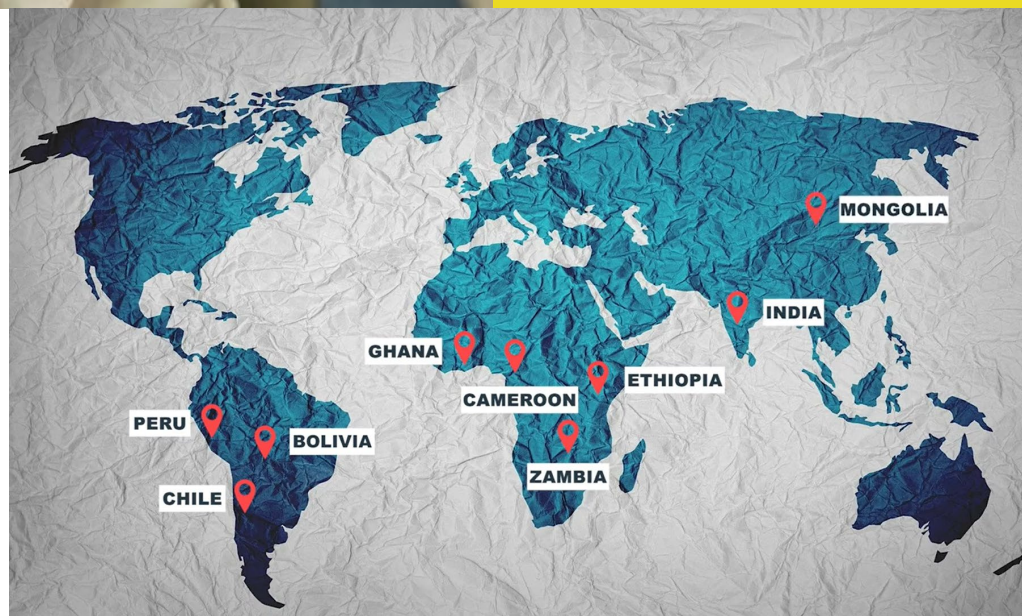 MONGOLIA
INDIA
GHANA
CAMEROON
ETHIOPIA
PERU
BOLIVIA
ZAMBIA
CHILE